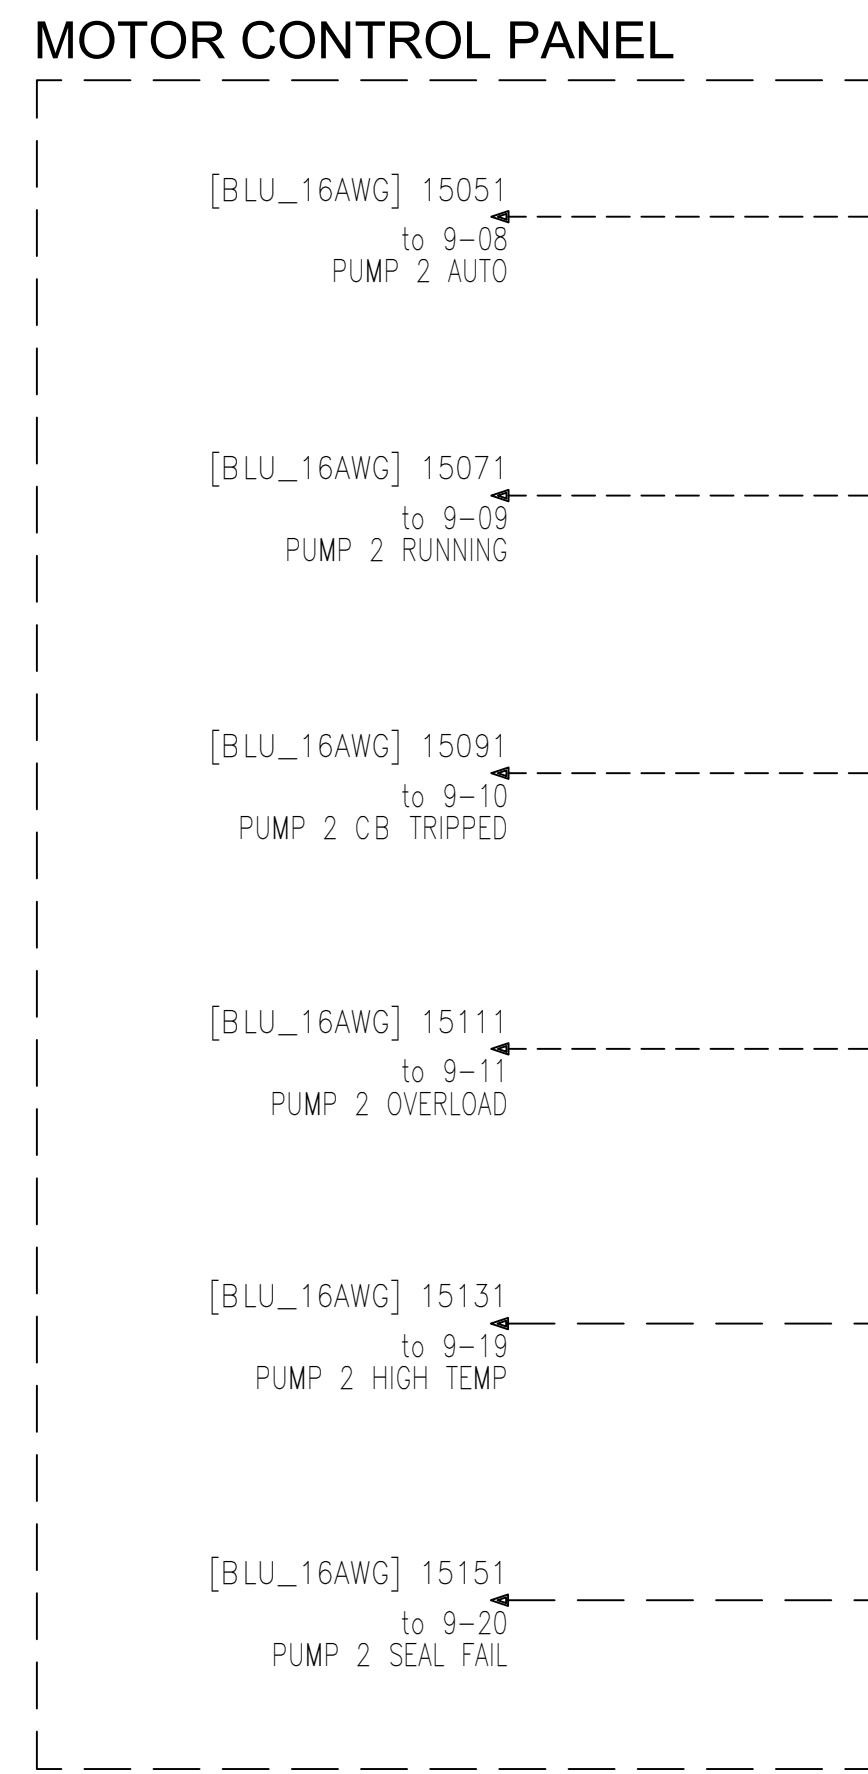 MOTOR CONTROL PANEL
[BLU_16AWG] 15051
to 9-08
PUMP 2 AUTO
[BLU_16AWG] 15071
to 9-09
PUMP 2 RUNNING
[BLU_16AWG] 15091
to 9-10
PUMP 2 CB TRIPPED
[BLU_16AWG] 15111
to 9-11
PUMP 2 OVERLOAD
[BLU_16AWG] 15131
to 9-19
PUMP 2 HIGH TEMP
[BLU_16AWG] 15151
to 9-20
PUMP 2 SEAL FAIL